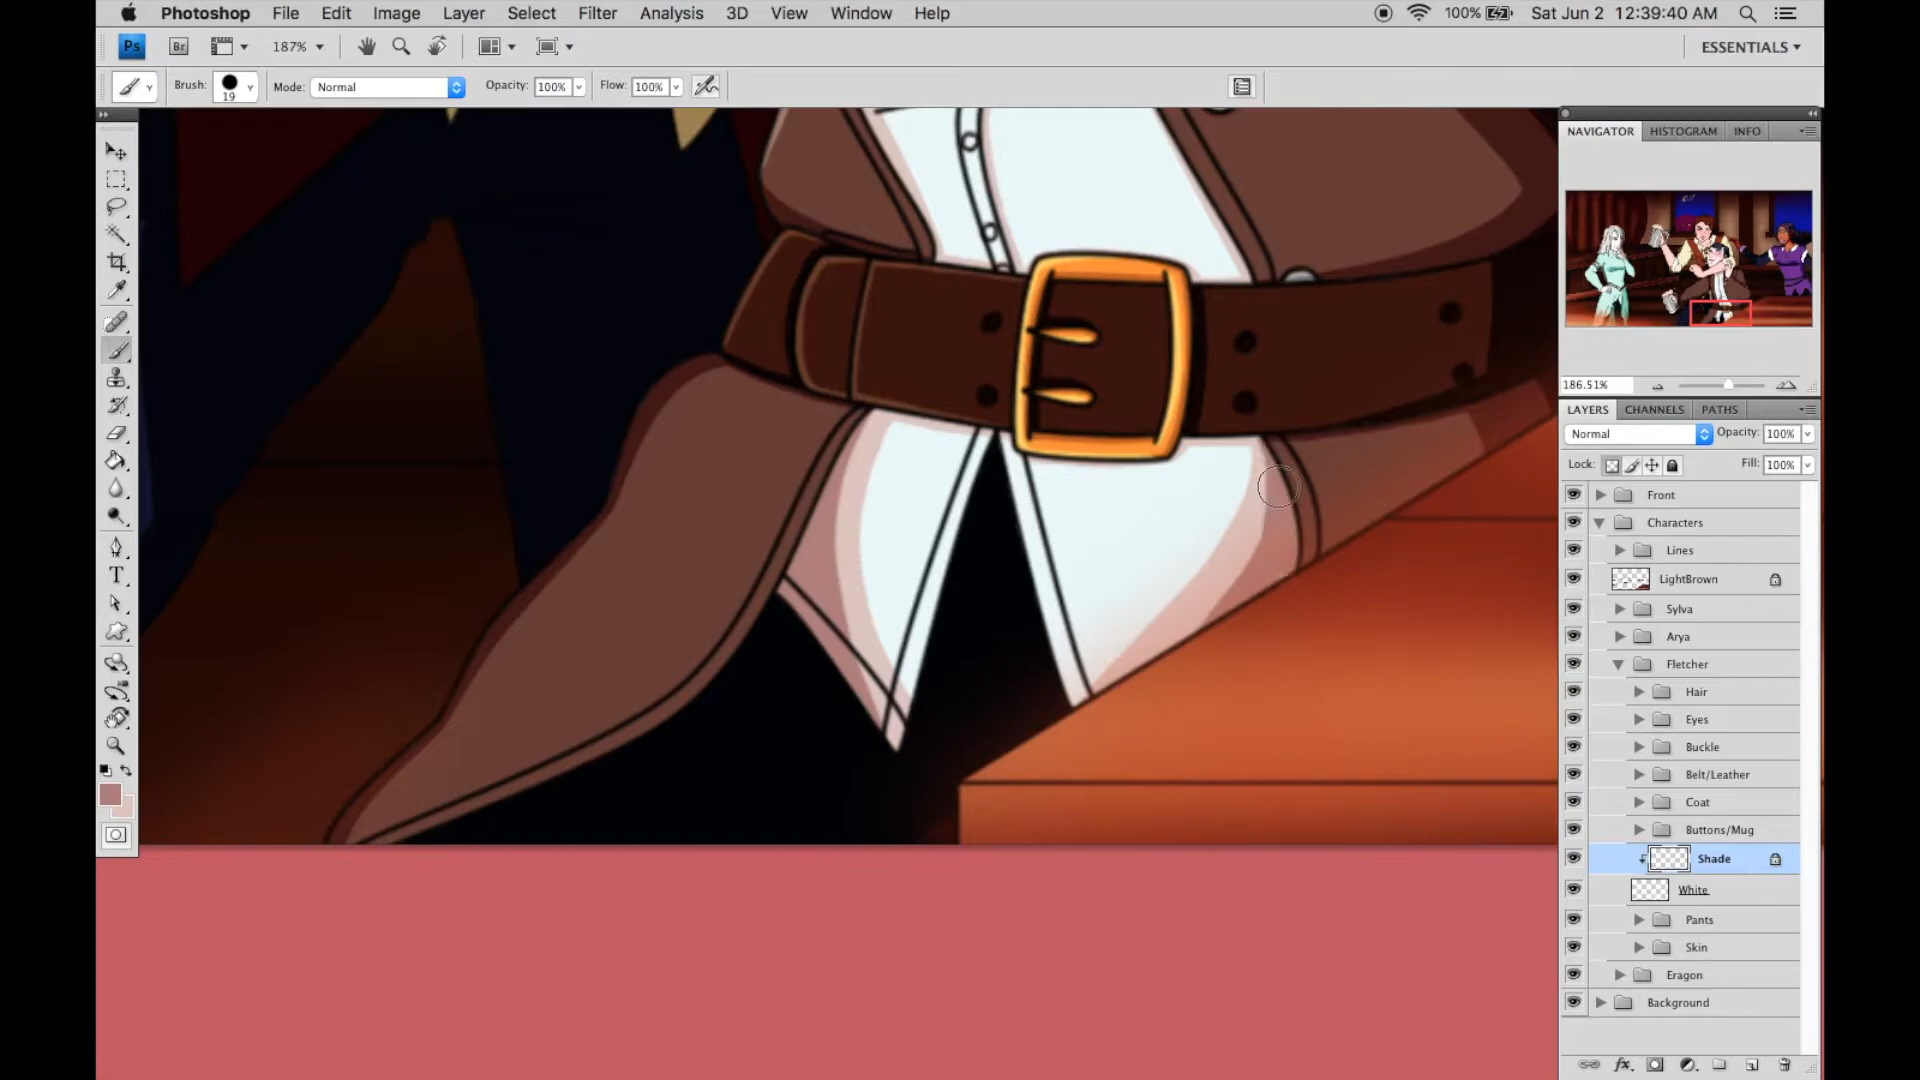 Photoshop File Edit Image Layer Select Filter Analysis 3D View Window Help 100% Sat Jun 2 12:39:40 AM
Ps Br 187% ESSENTIALS
Brush: 19 Mode: Normal Opacity: 100% Flow: 100%
NAVIGATOR HISTOGRAM INFO
186.51%
LAYERS CHANNELS PATHS
Normal Opacity: 100%
Lock: Fill: 100%
Front
Characters
Lines
LightBrown
Sylva
Arya
Fletcher
Hair
Eyes
Buckle
Belt/Leather
Coat
Buttons/Mug
Shade
White
Pants
Skin
Eragon
Background
T
fx